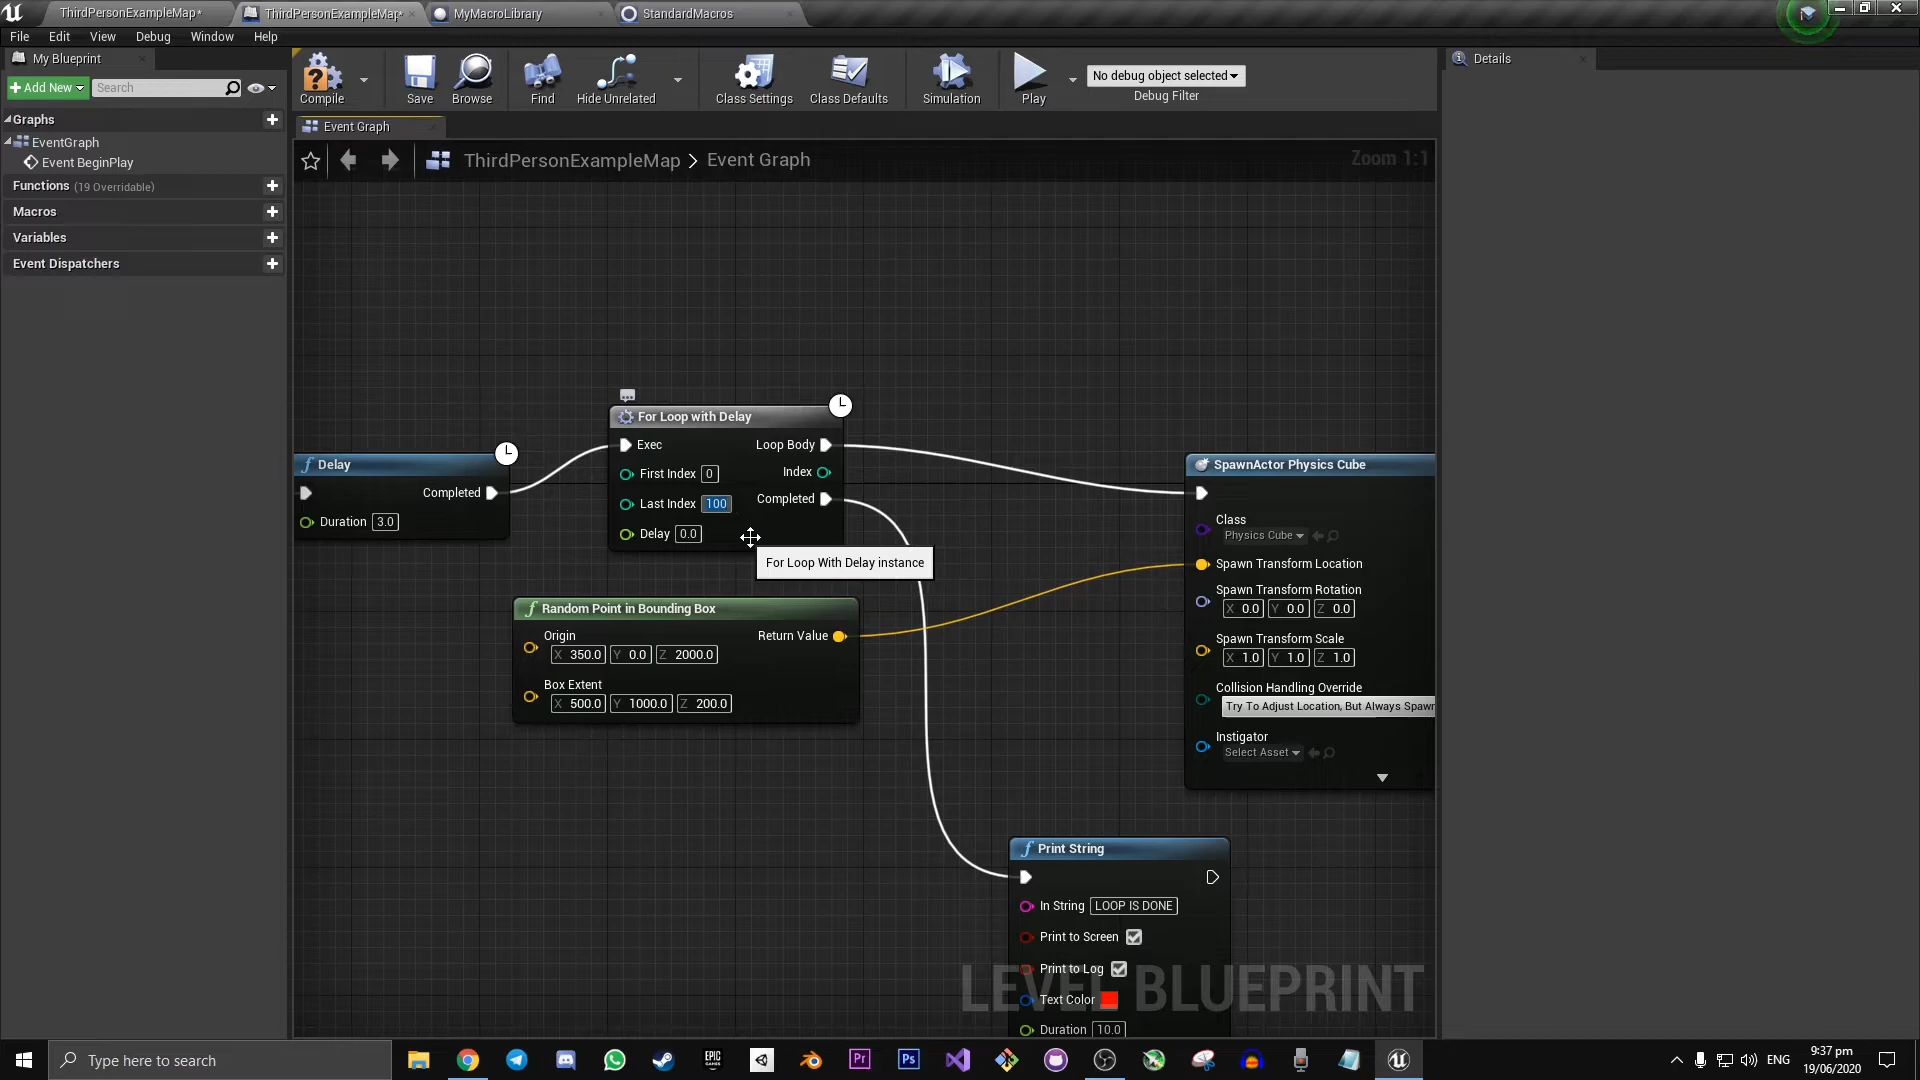 ThirdPersonExampleMap*
ThirdPersonExampleMap*
MyMacroLibrary
StandardMacros
File Edit View Debug Window Help
My Blueprint
Details
+Add New
Search
Compile
Save
Browse
Find
Hide Unrelated
Class Settings
Class Defaults
Simulation
Play
No debug object selected
Debug Filter
Graphs
EventGraph
Event BeginPlay
Functions (19 Overridable)
Macros
Variables
Event Dispatchers
Event Graph
ThirdPersonExampleMap > Event Graph
Zoom 1:1
For Loop with Delay
Exec
Loop Body
First Index 0
Index
Last Index 100
Completed
Delay 0.0
For Loop With Delay instance
Delay
Completed
Duration 3.0
Random Point in Bounding Box
Origin
Return Value
X 350.0 Y 0.0 Z 2000.0
Box Extent
X 500.0 Y 1000.0 Z 200.0
SpawnActor Physics Cube
Class
Physics Cube
Spawn Transform Location
Spawn Transform Rotation
X 0.0 Y 0.0 Z 0.0
Spawn Transform Scale
X 1.0 Y 1.0 Z 1.0
Collision Handling Override
Try To Adjust Location, But Always Spawn
Instigator
Select Asset
Print String
In String LOOP IS DONE
Print to Screen
Print to Log
Text Color
Duration 10.0
LEVEL BLUEPRINT
Type here to search
EPIC GAMES
Pr
Ps
ENG
9:37 pm
19/06/2020